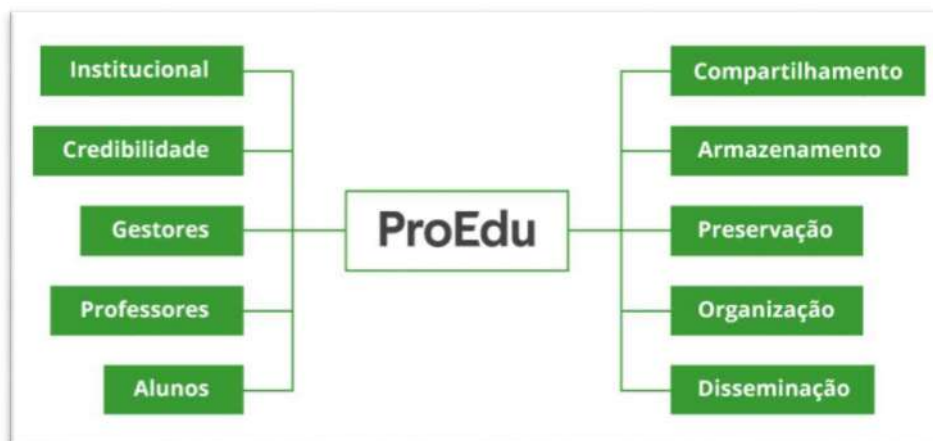 Institucional
Credibilidade
Gestores
Professores
Alunos
ProEdu
Compartilhamento
Armazenamento
Preservação
Organização
Disseminação